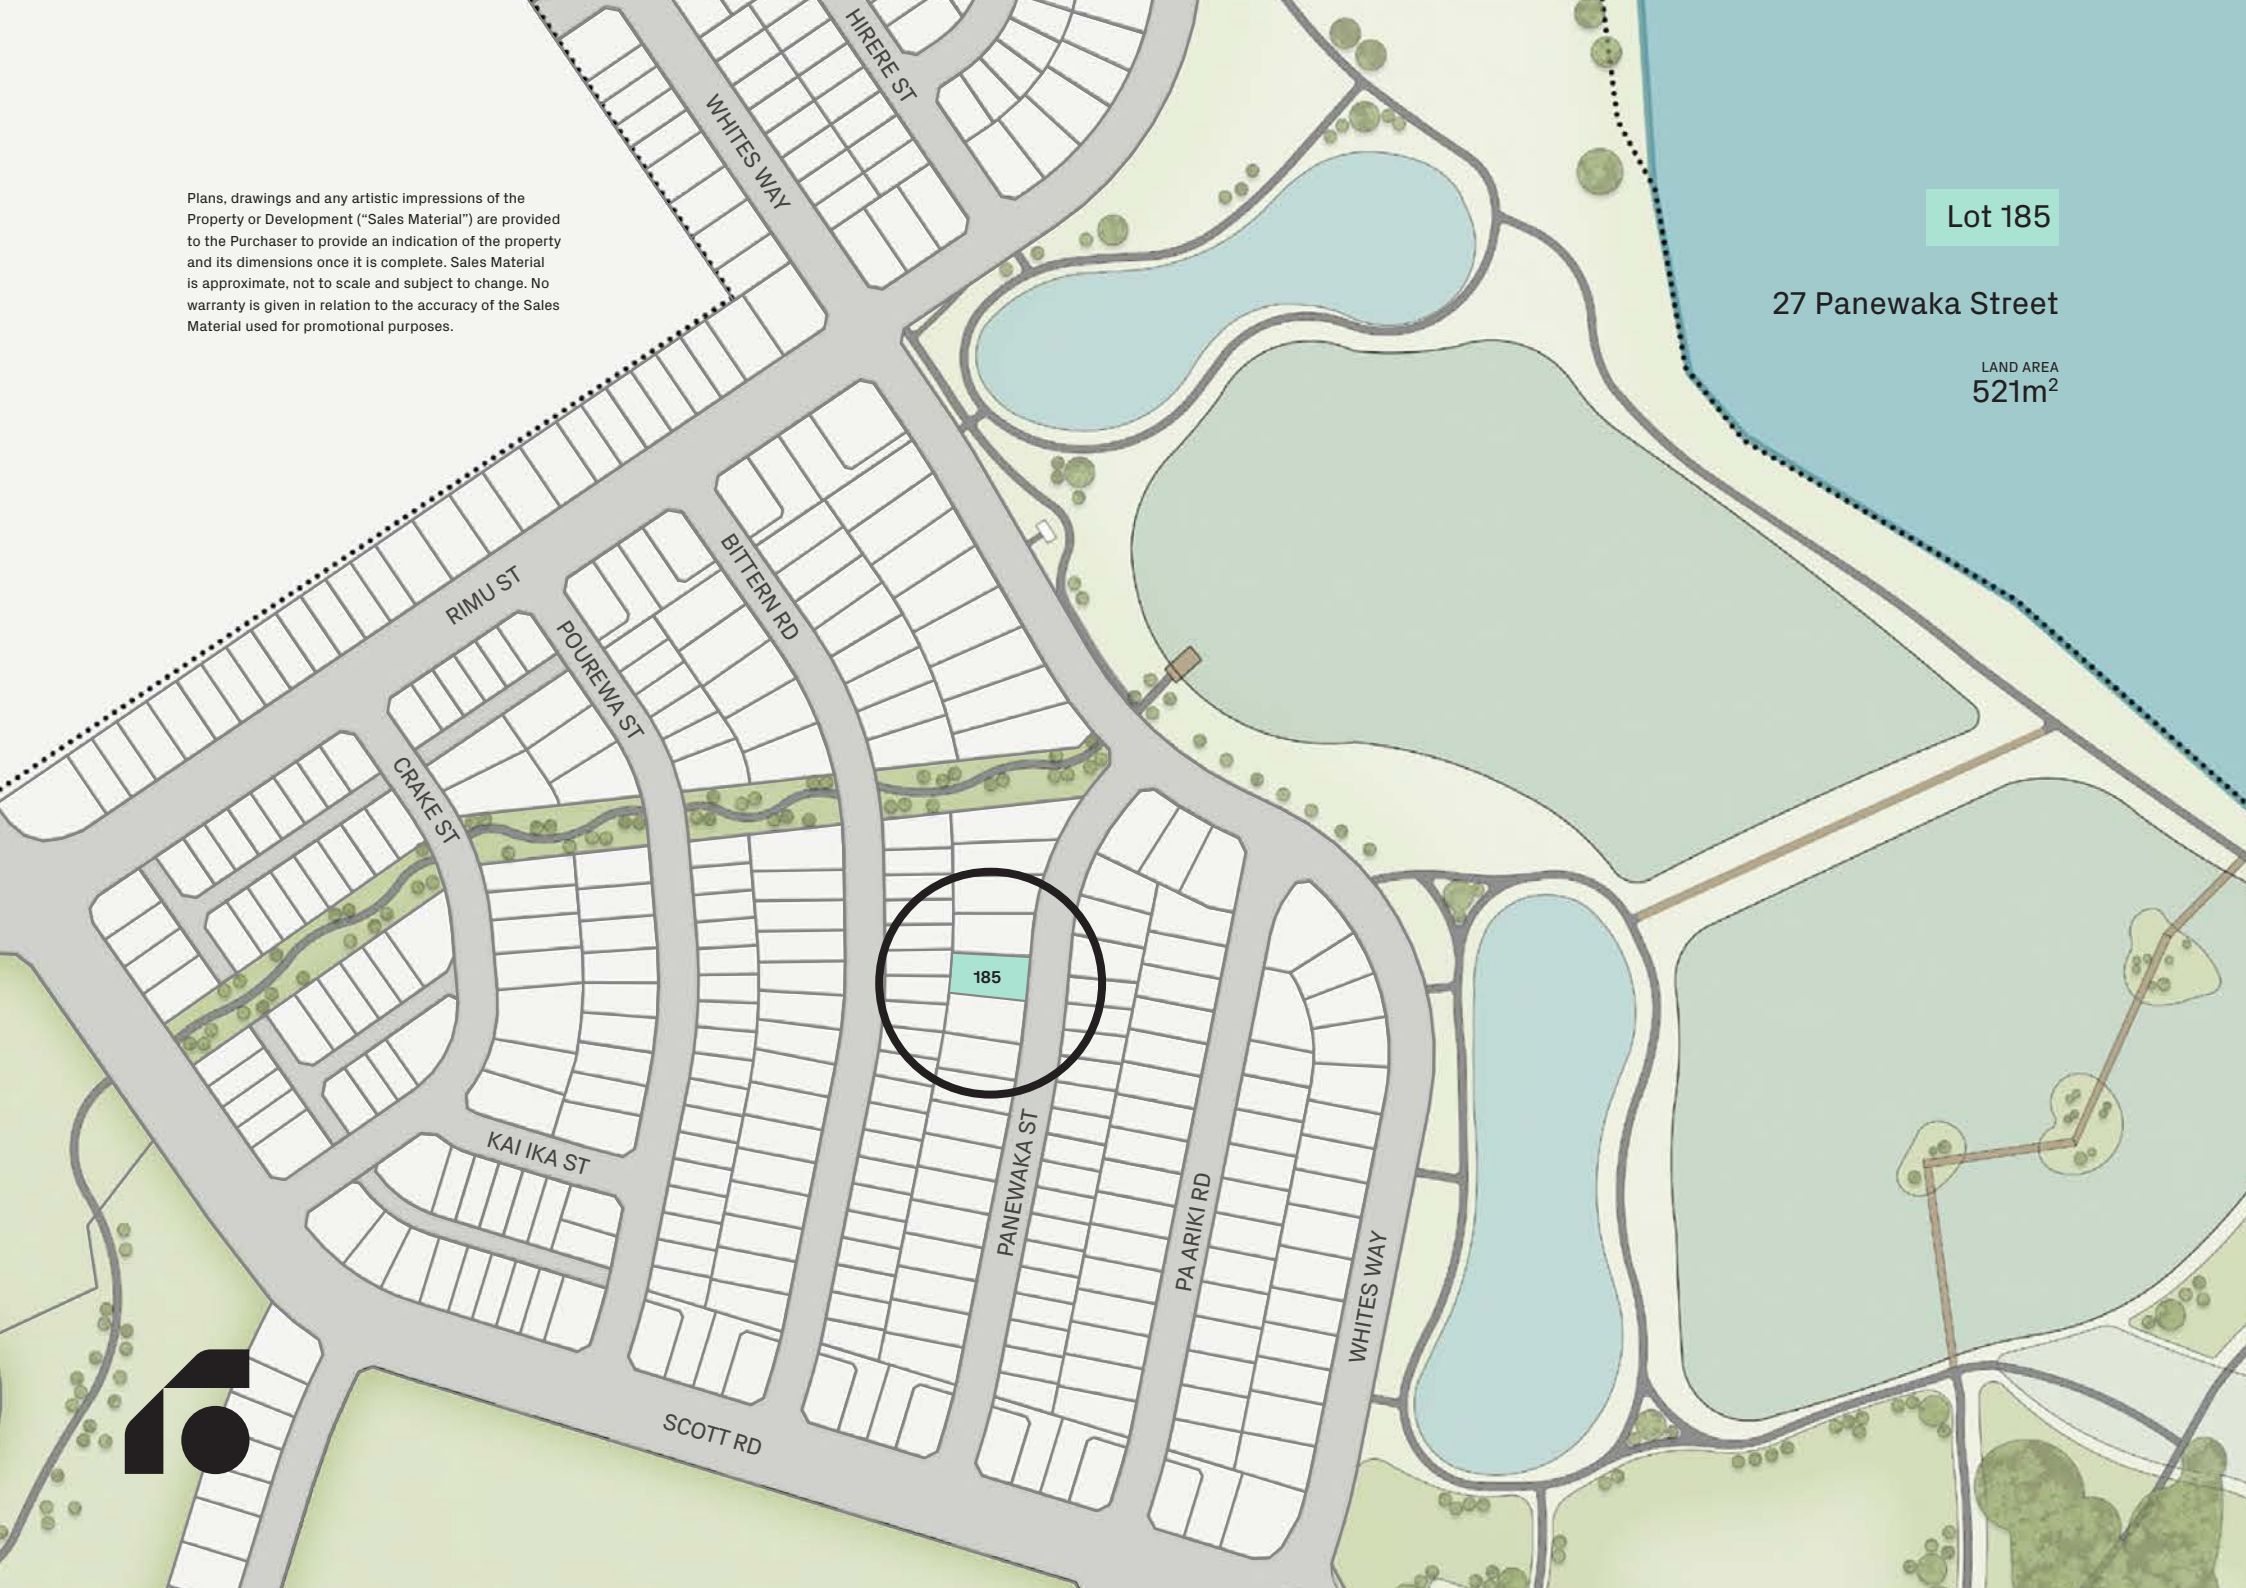 HIRERE ST
WHITES WAY
Plans, drawings and any artistic impressions of the
Property or Development (“Sales Material”) are provided
to the Purchaser to provide an indication of the property
and its dimensions once it is complete. Sales Material
is approximate, not to scale and subject to change. No
warranty is given in relation to the accuracy of the Sales
Material used for promotional purposes.
Lot 185
27 Panewaka Street
LAND AREA
521m²
RIMU ST
BITTERN RD
POUREWA ST
CRAKE ST
185
KAI IKA ST
PANEWAKA ST
PA ARIKI RD
WHITES WAY
SCOTT RD